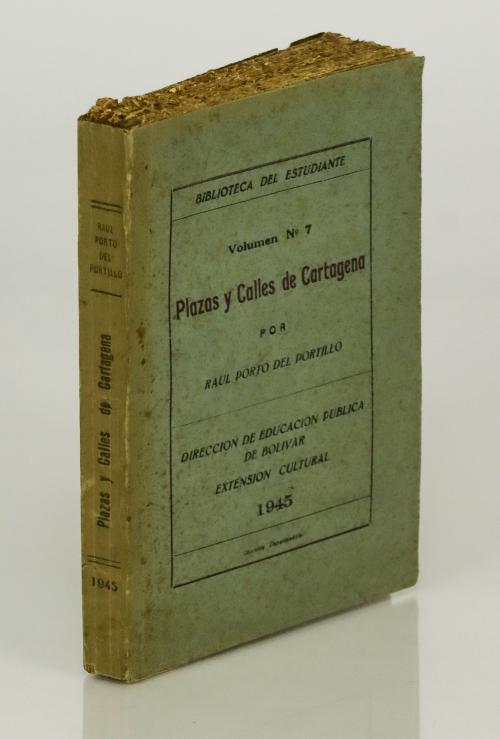 RAUL
PORTO
DEL
PORTILLO
Plazas y Calles de Cartagena
1945
BIBLIOTECA DEL ESTUDIANTE
Volumen Nº 7
Plazas y Calles de Cartagena
POR
RAUL PORTO DEL PORTILLO
DIRECCION DE EDUCACION PUBLICA
DE BOLIVAR
EXTENSION CULTURAL
1945
Departamental